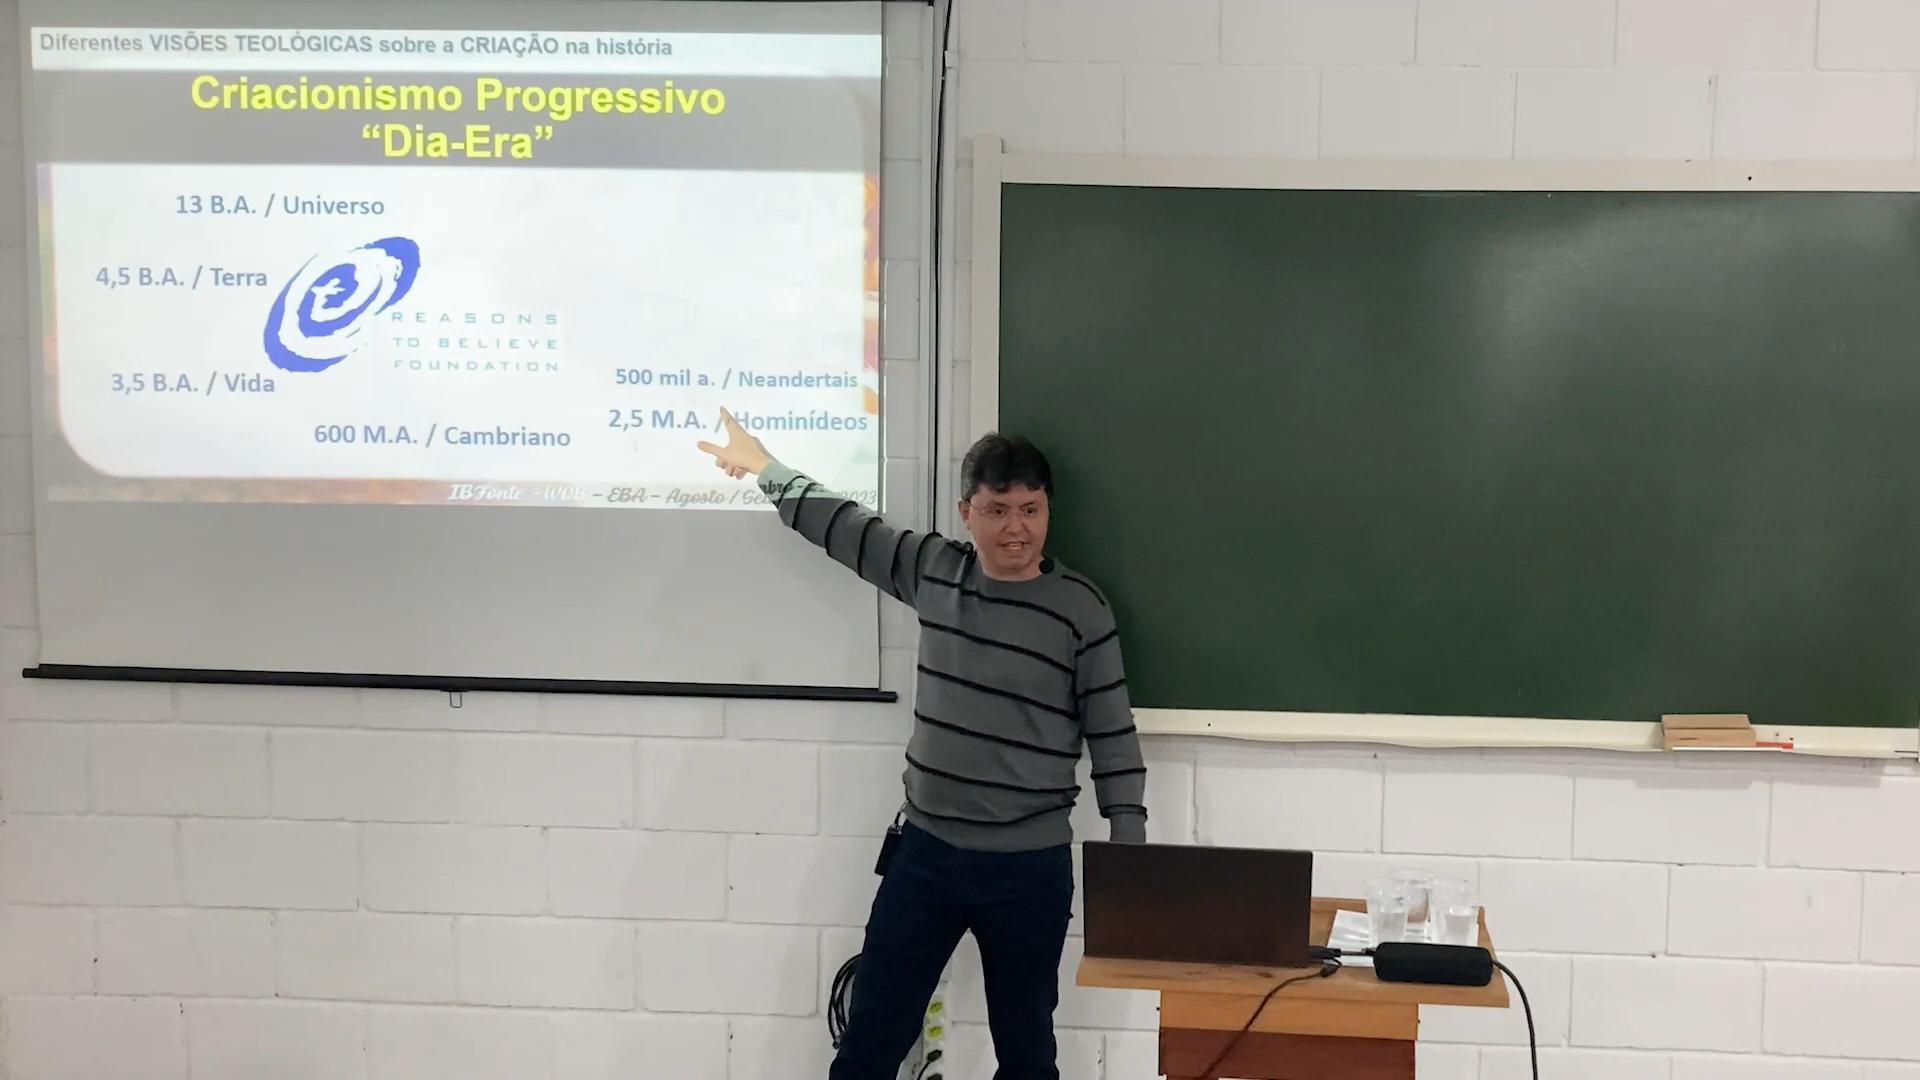 Diferentes VISÕES TEOLÓGICAS sobre a CRIAÇÃO na história
Criacionismo Progressivo
“Dia-Era”
13 B.A. / Universo
4,5 B.A. / Terra
REASONS
TO BELIEVE
FOUNDATION
3,5 B.A. / Vida
500 mil a. / Neandertais
2,5 M.A. / Hominídeos
600 M.A. / Cambriano
IBFonte - WOB - EBA - Agosto /